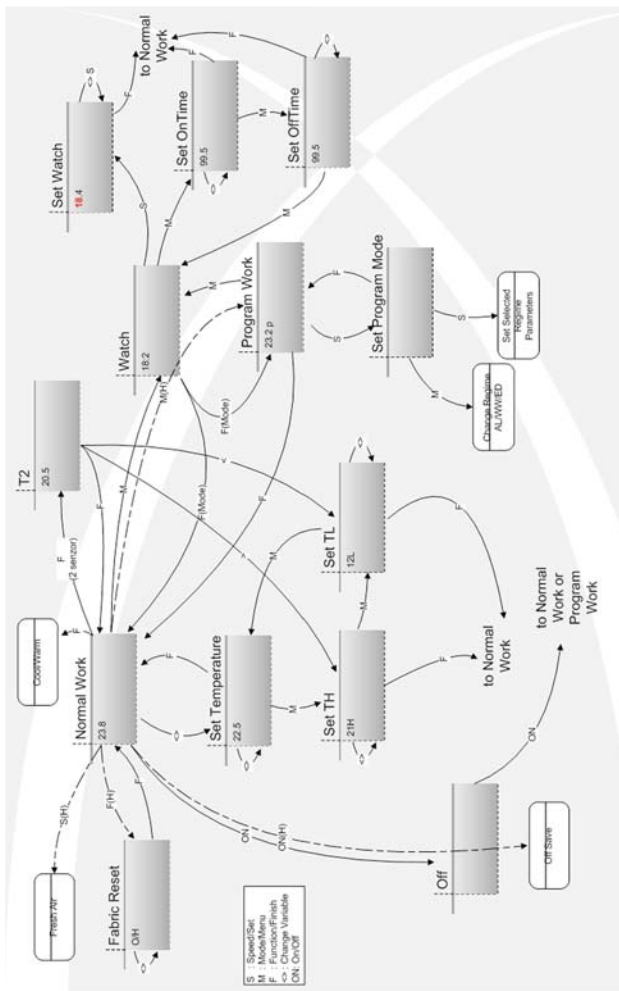 Fresh Air
S(H)
Cool/Warm
F
T2
20.5
F
(2 senzor)
F
Set Watch
18.4
<> S
F
to Normal
Work
F
F
Set OnTime
99.5
<>
M
Set OffTime
99.5
<>
M
S
M
Watch
18:2
M
M(H)
F(Mode)
F(Mode)
M
Program Work
23.2 p
F
S
F
Set Program Mode
M
S
Change Regime
AL/WW/ED
Set Selected
Regime
Parameters
Normal Work
23.8
F(H)
F
Fabric Reset
O/H
<>
<>
F
Set Temperature
22.5
<>
M
M
>
<
Set TH
21H
<>
M
F
Set TL
12L
<>
F
to Normal
Work
ON
ON(H)
Off
Off Save
ON
to Normal
Work or
Program
Work
S : Speed/Set
M : Mode/Menu
F : Function/Finish
<> : Change Variable
ON: On/Off